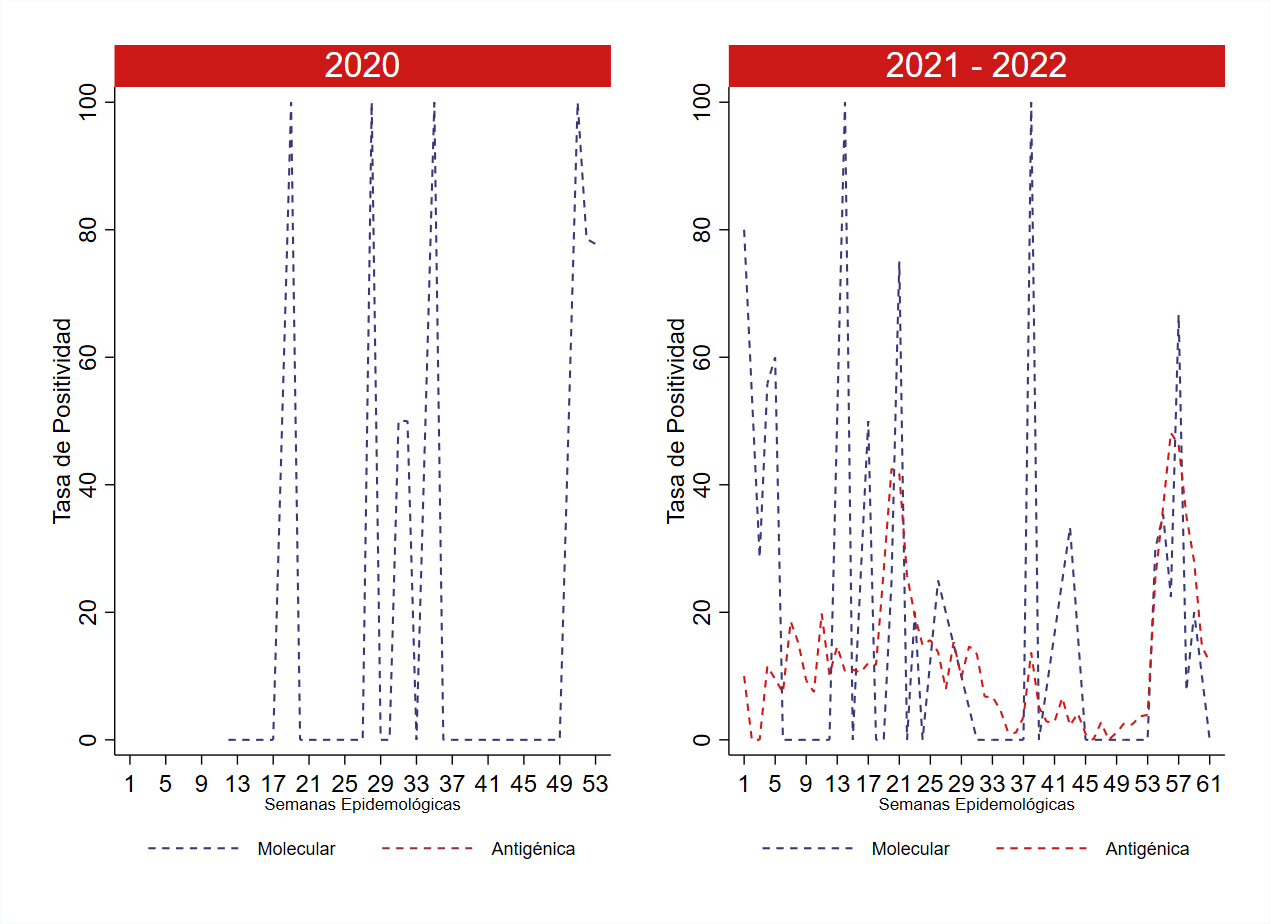 2020
Tasa de Positividad
100
80
60
40
20
0
1 5 9 13 17 21 25 29 33 37 41 45 49 53
Semanas Epidemológicas
Molecular Antigénica
2021 - 2022
Tasa de Positividad
100
80
60
40
20
0
1 5 9 13 17 21 25 29 33 37 41 45 49 53 57 61
Semanas Epidemológicas
Molecular Antigénica